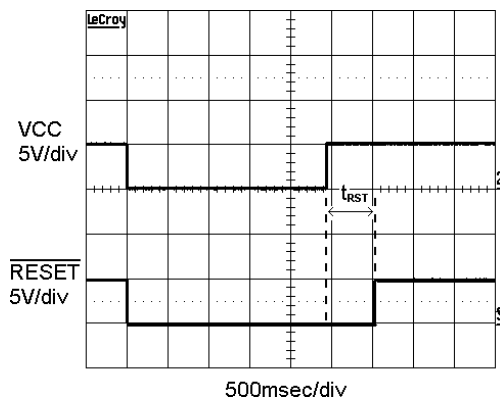 LeCroy
VCC
5V/div
tRST
RESET
5V/div
500msec/div